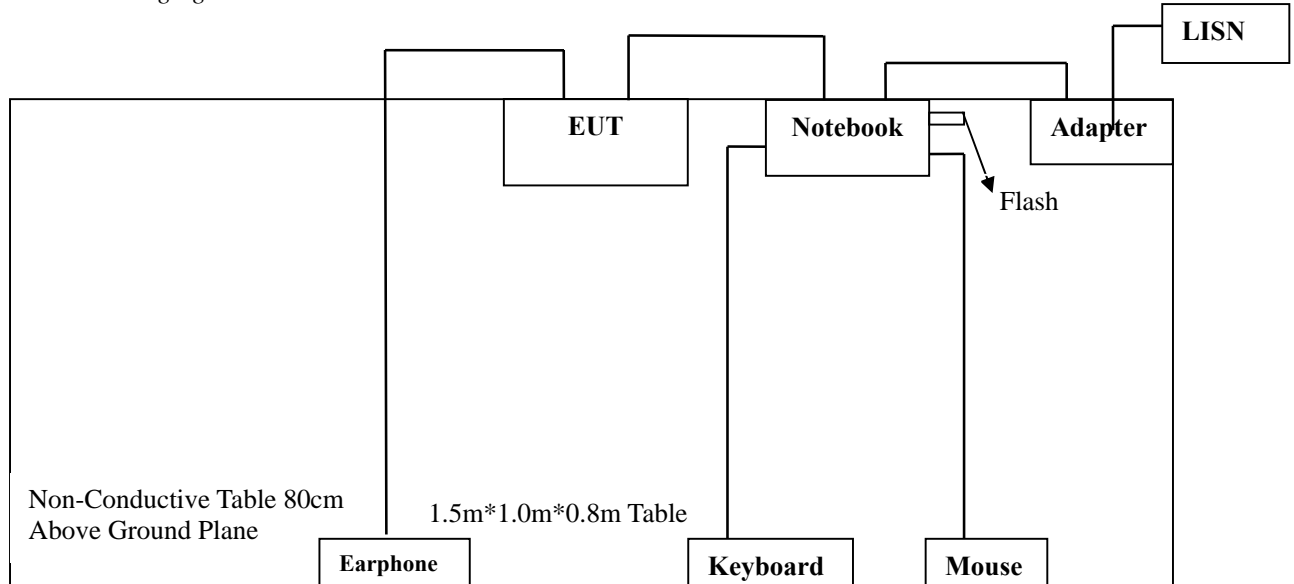 LISN
EUT
Notebook
Adapter
Flash
Non-Conductive Table 80cm
Above Ground Plane
1.5m*1.0m*0.8m Table
Earphone
Keyboard
Mouse